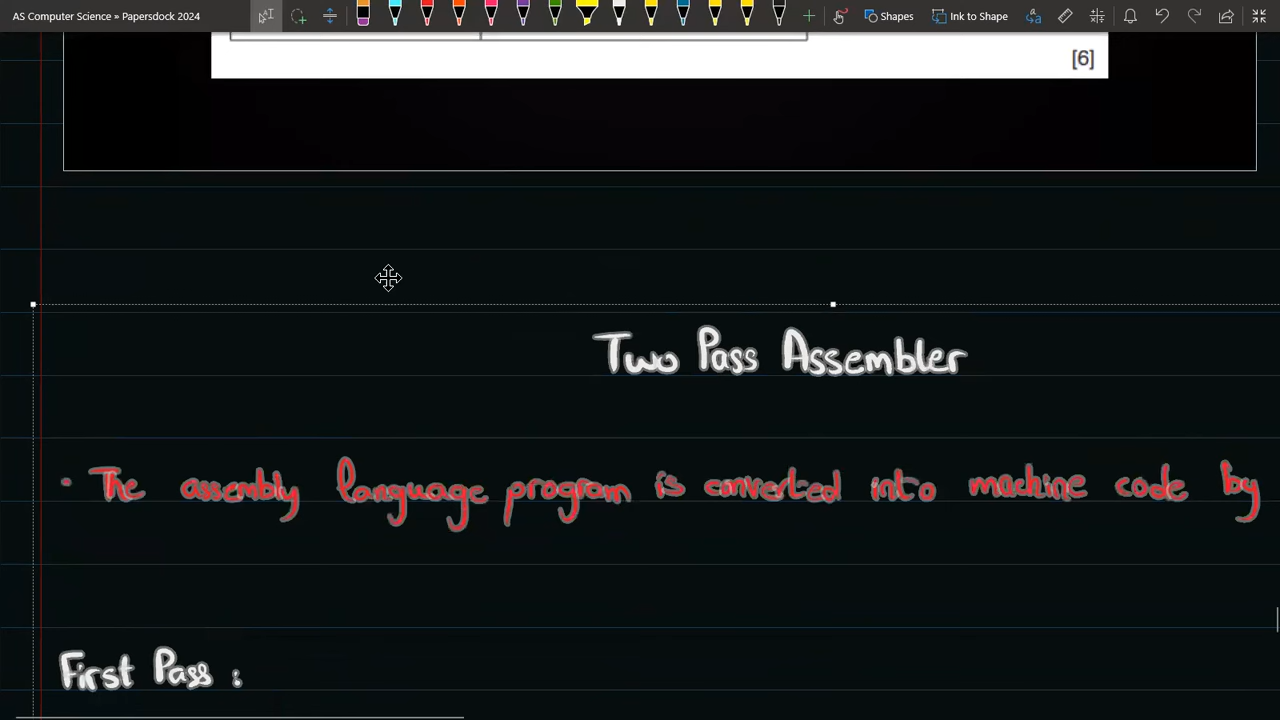 AS Computer Science » Papersdock 2024
Shapes
Ink to Shape
[6]
Two Pass Assembler
• The assembly language program is converted into machine code by
First Pass :